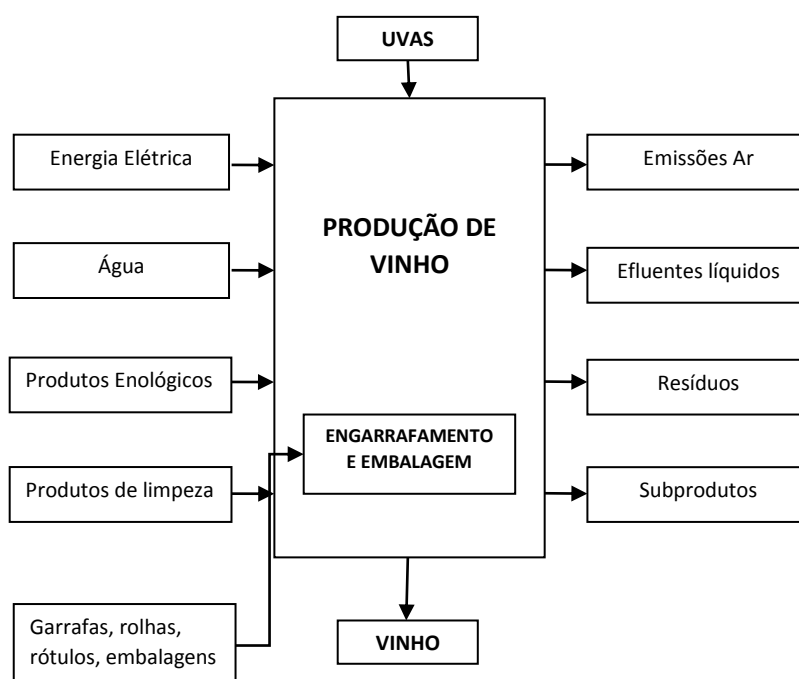 UVAS
Energia Elétrica
Água
Produtos Enológicos
Produtos de limpeza
Garrafas, rolhas,
rótulos, embalagens
PRODUÇÃO DE
VINHO
ENGARRAFAMENTO
E EMBALAGEM
Emissões Ar
Efluentes líquidos
Resíduos
Subprodutos
VINHO